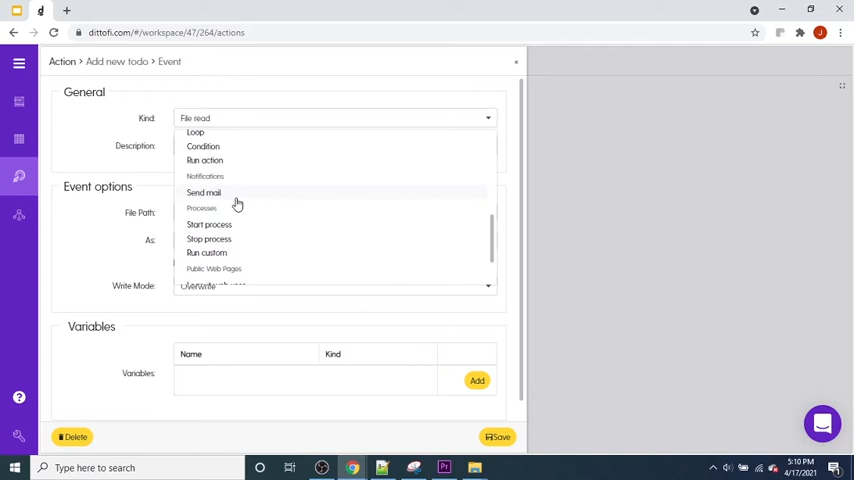 d
dittofi.com/#/workspace/47/264/actions
J
Action > Add new todo > Event
General
Kind:
File read
Description:
Loop
Condition
Run action
Notifications
Send mail
Processes
Start process
Stop process
Run custom
Public Web Pages
Event options
File Path:
As:
Write Mode:
Overwrite
Variables
Name
Kind
Variables:
Add
Delete
Save
?
Type here to search
Pr
5:10 PM
4/17/2021
1